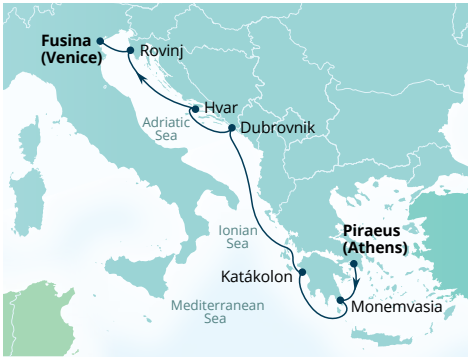 Fusina
(Venice)
Rovinj
Hvar
Adriatic
Sea
Dubrovnik
Ionian
Sea
Piraeus
(Athens)
Katákolon
Mediterranean
Sea
Monemvasia